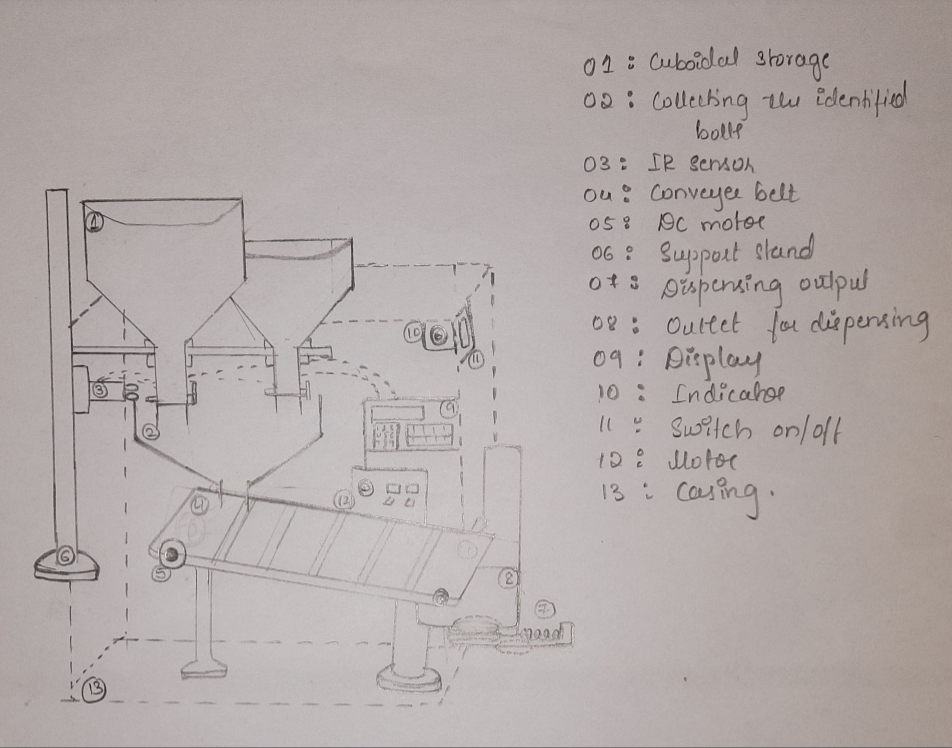 01 : Cuboidal storage
02 : Collecting the identified
bolts
03 : IR sensor
04 : Conveyer belt
05 : DC motor
06 : Support stand
07 : Dispensing output
08 : Outlet for dispensing
09 : Display
10 : Indicator
11 : Switch on/off
12 : Motor
13 : Casing.
1
10
11
3
9
2
4
12
6
5
8
7
13